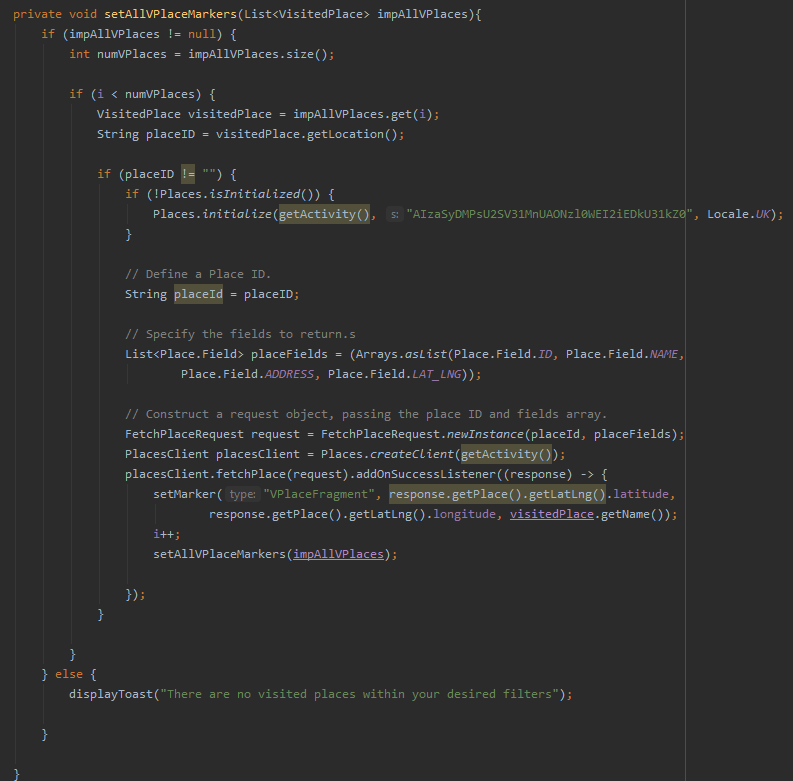 private void setAllVPlaceMarkers(List<VisitedPlace> impAllVPlaces){
if (impAllVPlaces != null) {
int numVPlaces = impAllVPlaces.size();
if (i < numVPlaces) {
VisitedPlace visitedPlace = impAllVPlaces.get(i);
String placeID = visitedPlace.getLocation();
if (placeID != "") {
if (!Places.isInitialized()) {
Places.initialize(getActivity(), s: "AIzaSyDMPsU2SV31MnUAONzl0WEI2iEDkU31kZ0", Locale.UK);
}
// Define a Place ID.
String placeId = placeID;
// Specify the fields to return.s
List<Place.Field> placeFields = (Arrays.asList(Place.Field.ID, Place.Field.NAME,
Place.Field.ADDRESS, Place.Field.LAT_LNG));
// Construct a request object, passing the place ID and fields array.
FetchPlaceRequest request = FetchPlaceRequest.newInstance(placeId, placeFields);
PlacesClient placesClient = Places.createClient(getActivity());
placesClient.fetchPlace(request).addOnSuccessListener((response) -> {
setMarker( type: "VPlaceFragment", response.getPlace().getLatLng().latitude,
response.getPlace().getLatLng().longitude, visitedPlace.getName());
i++;
setAllVPlaceMarkers(impAllVPlaces);
});
}
}
} else {
displayToast("There are no visited places within your desired filters");
}
}